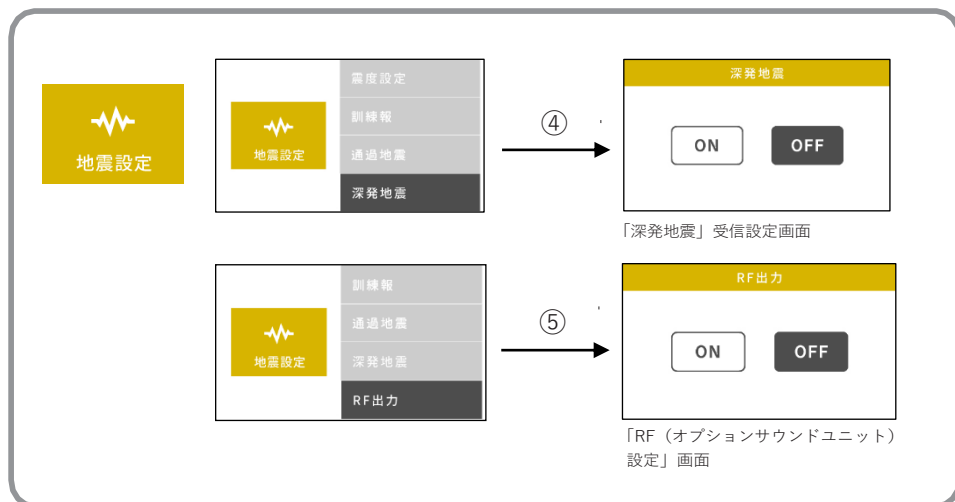 地震設定
震度設定
訓練報
通過地震
深発地震
地震設定
④
深発地震
ON
OFF
「深発地震」受信設定画面
訓練報
通過地震
深発地震
RF出力
地震設定
⑤
RF出力
ON
OFF
「RF（オプションサウンドユニット）
設定」画面